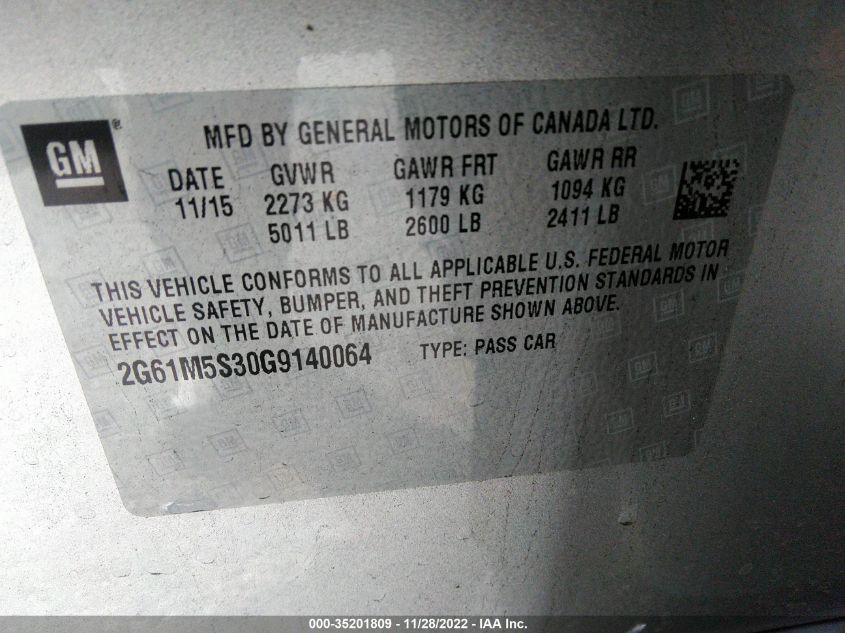 GM®
MFD BY GENERAL MOTORS OF CANADA LTD.
DATE GVWR GAWR FRT GAWR RR
11/15 2273 KG 1179 KG 1094 KG
5011 LB 2600 LB 2411 LB
THIS VEHICLE CONFORMS TO ALL APPLICABLE U.S. FEDERAL MOTOR
VEHICLE SAFETY, BUMPER, AND THEFT PREVENTION STANDARDS IN
EFFECT ON THE DATE OF MANUFACTURE SHOWN ABOVE.
2G61M5S30G9140064 TYPE: PASS CAR
000-35201809 - 11/28/2022 - IAA Inc.